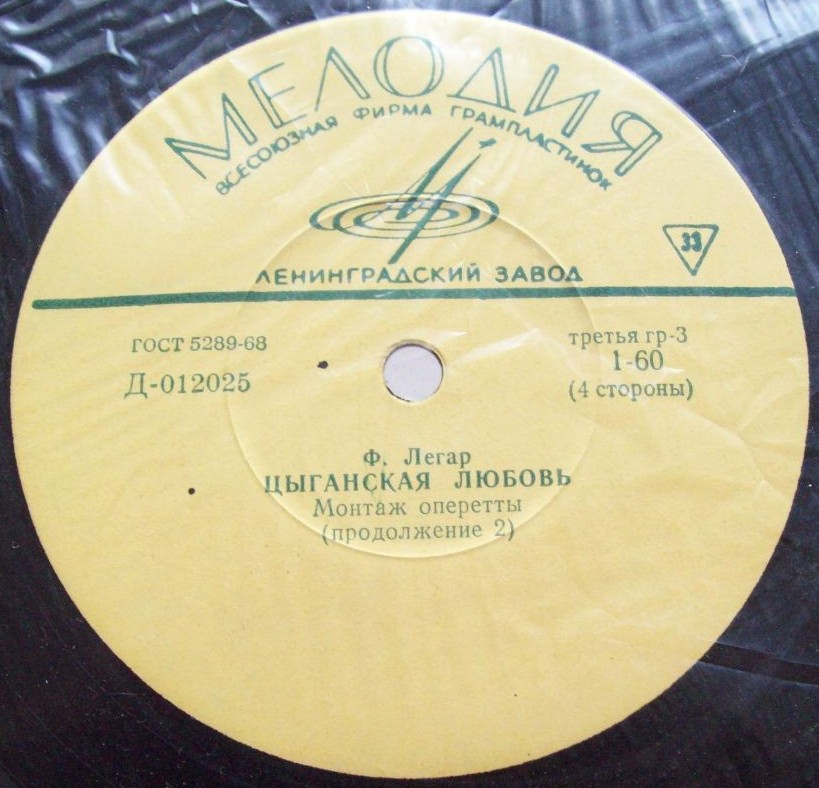 МЕЛОДИЯ
ВСЕСОЮЗНАЯ ФИРМА ГРАМПЛАСТИНОК
33
ЛЕНИНГРАДСКИЙ ЗАВОД
ГОСТ 5289-68
третья гр-3
Д-012025
1-60
(4 стороны)
Ф. Легар
ЦЫГАНСКАЯ ЛЮБОВЬ
Монтаж оперетты
(продолжение 2)